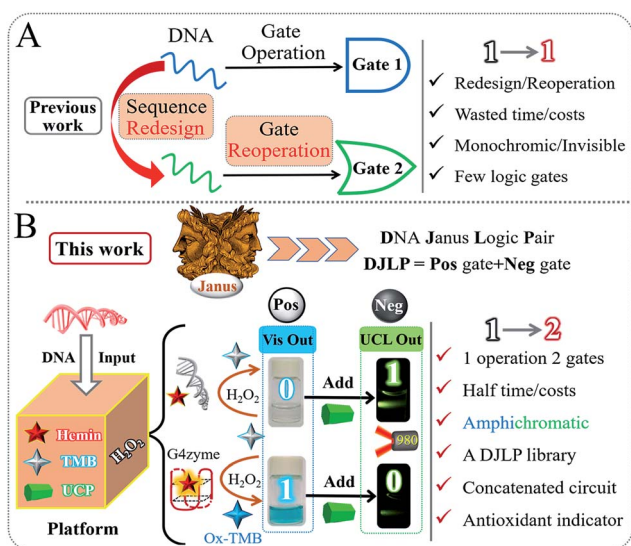 A
DNA
Gate
Operation
Gate 1
Previous
work
Sequence
Redesign
Gate
Reoperation
Gate 2
1 → 1
✓ Redesign/Reoperation
✓ Wasted time/costs
✓ Monochromic/Invisible
✓ Few logic gates
B
This work
Janus
DNA Janus Logic Pair
DJLP = Pos gate+Neg gate
DNA
Input
Hemin
TMB
UCP
H₂O₂
Platform
G4zyme
Pos
Vis Out
H₂O₂
0
H₂O₂
1
Ox-TMB
Add
Add
Neg
UCL Out
1
980
0
1 → 2
✓ 1 operation 2 gates
✓ Half time/costs
✓ Amphichromatic
✓ A DJLP library
✓ Concatenated circuit
✓ Antioxidant indicator